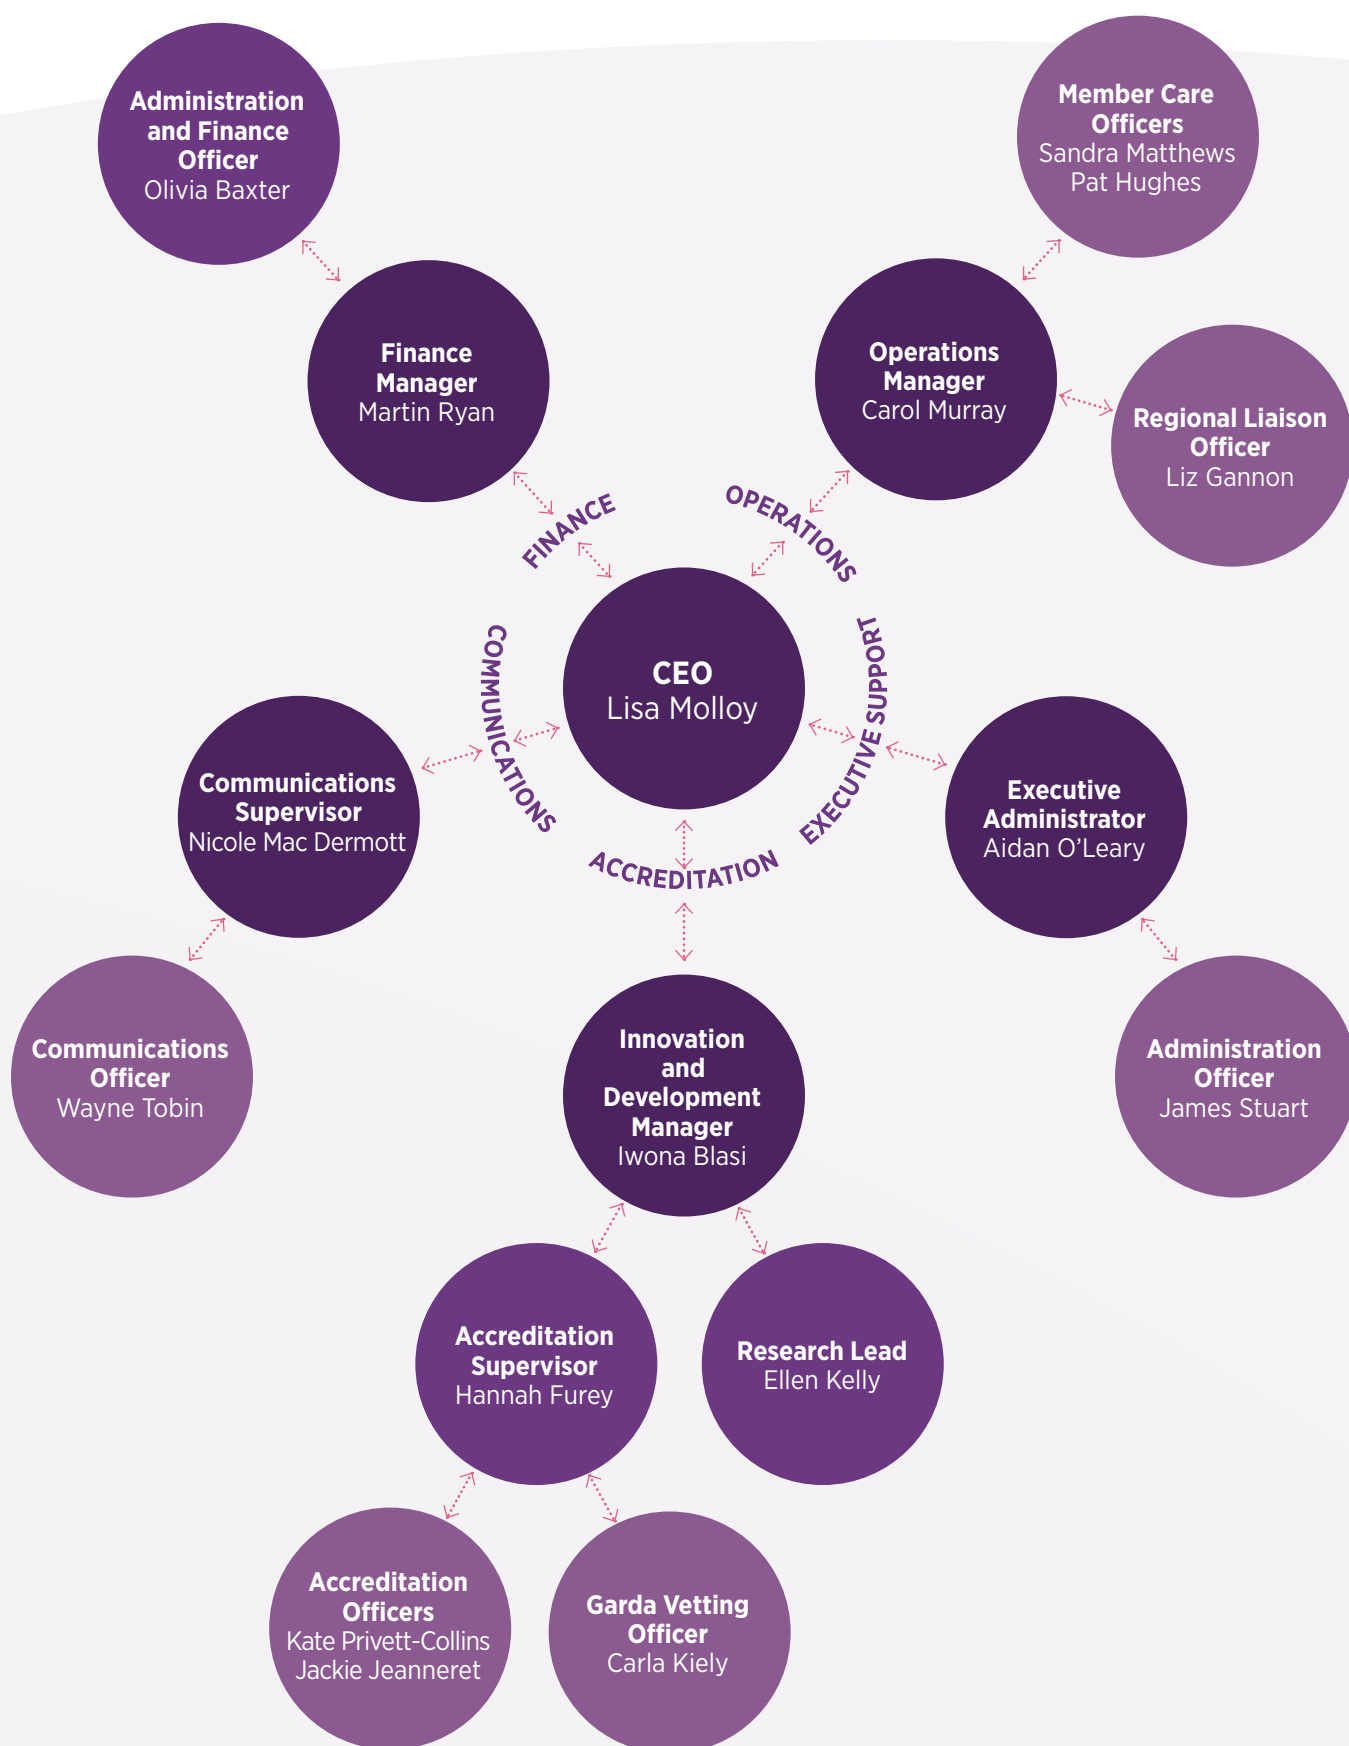 Administration
and Finance
Officer
Olivia Baxter
Member Care
Officers
Sandra Matthews
Pat Hughes
Finance
Manager
Martin Ryan
Operations
Manager
Carol Murray
Regional Liaison
Officer
Liz Gannon
FINANCE
OPERATIONS
COMMUNICATIONS
EXECUTIVE SUPPORT
CEO
Lisa Molloy
Communications
Supervisor
Nicole Mac Dermott
Executive
Administrator
Aidan O’Leary
ACCREDITATION
Communications
Officer
Wayne Tobin
Innovation
and
Development
Manager
Iwona Blasi
Administration
Officer
James Stuart
Accreditation
Supervisor
Hannah Furey
Research Lead
Ellen Kelly
Accreditation
Officers
Kate Privett-Collins
Jackie Jeanneret
Garda Vetting
Officer
Carla Kiely